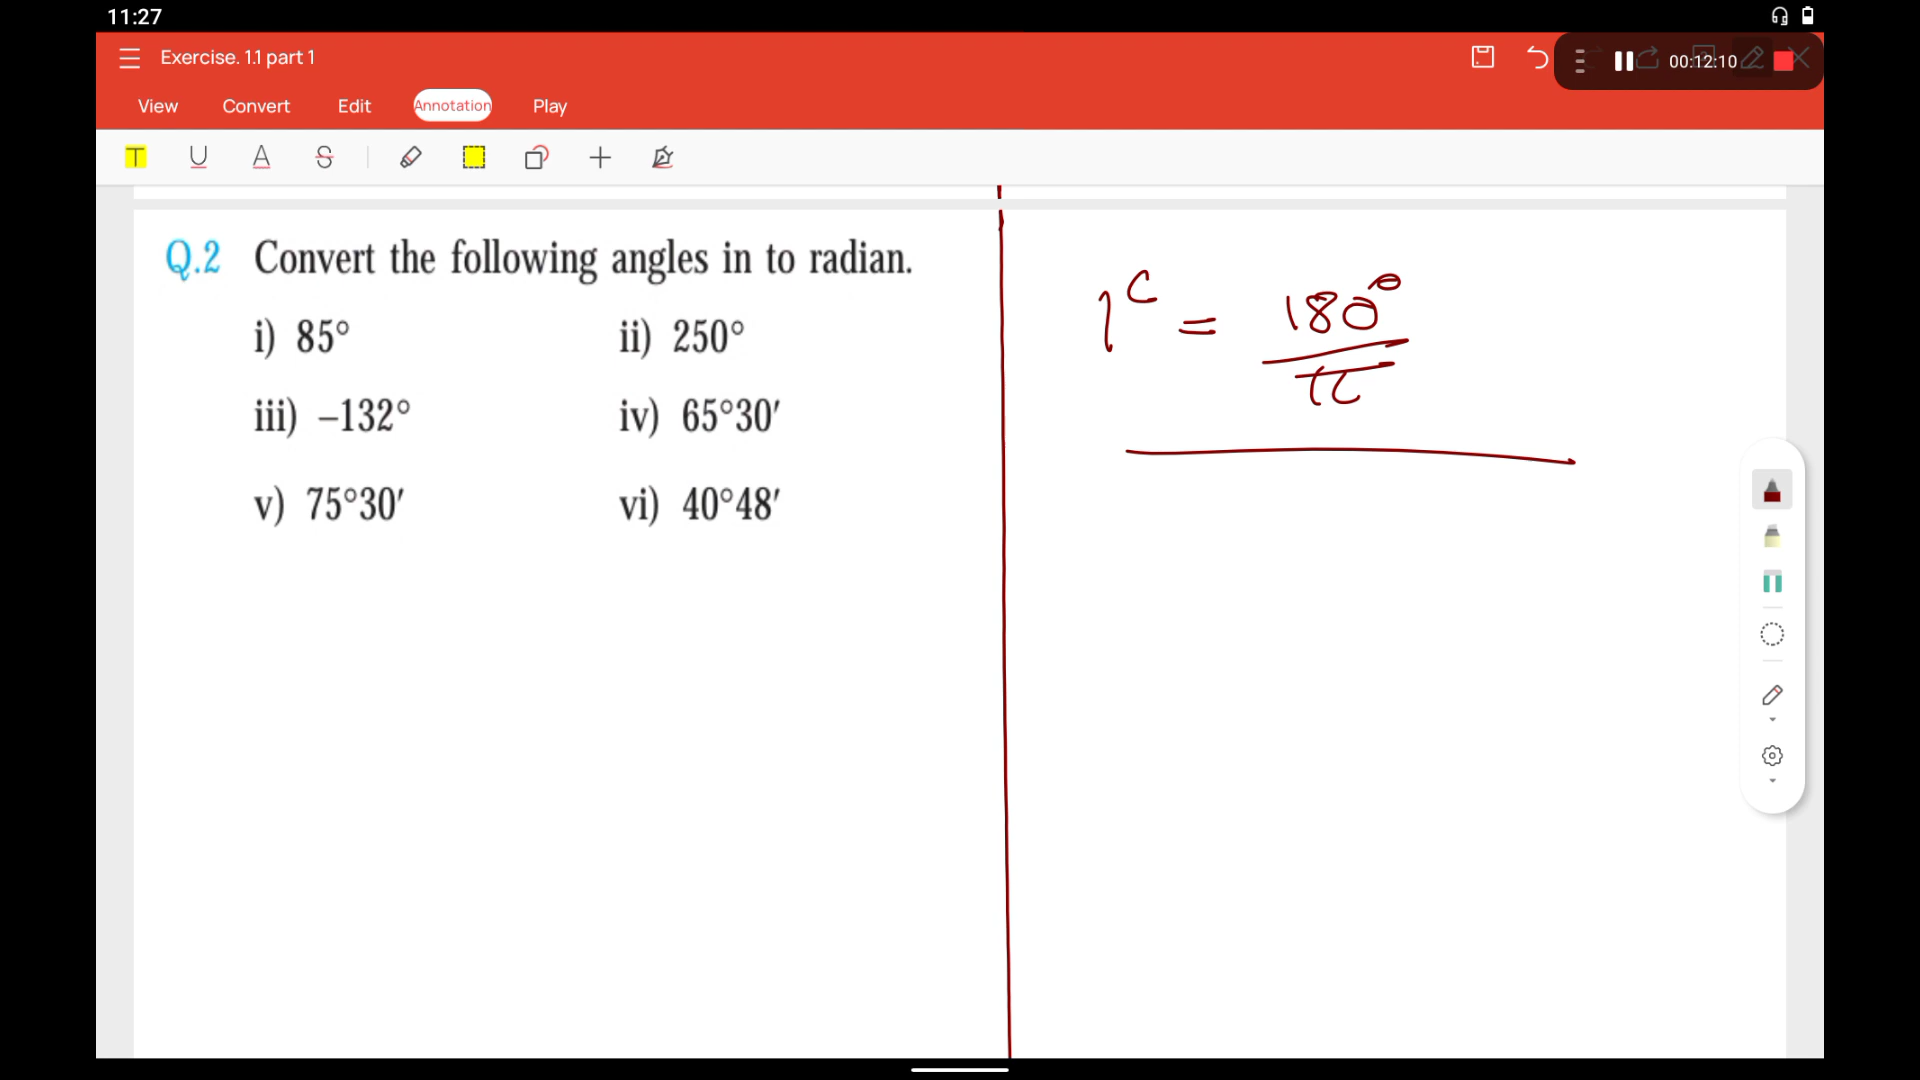 11:27
Exercise. 1.1 part 1
00:12:10
View Convert Edit Annotation Play
T U A S
Q.2 Convert the following angles in to radian.
i) 85° ii) 250°
iii) –132° iv) 65°30′
v) 75°30′ vi) 40°48′
1ᶜ = 180°
π